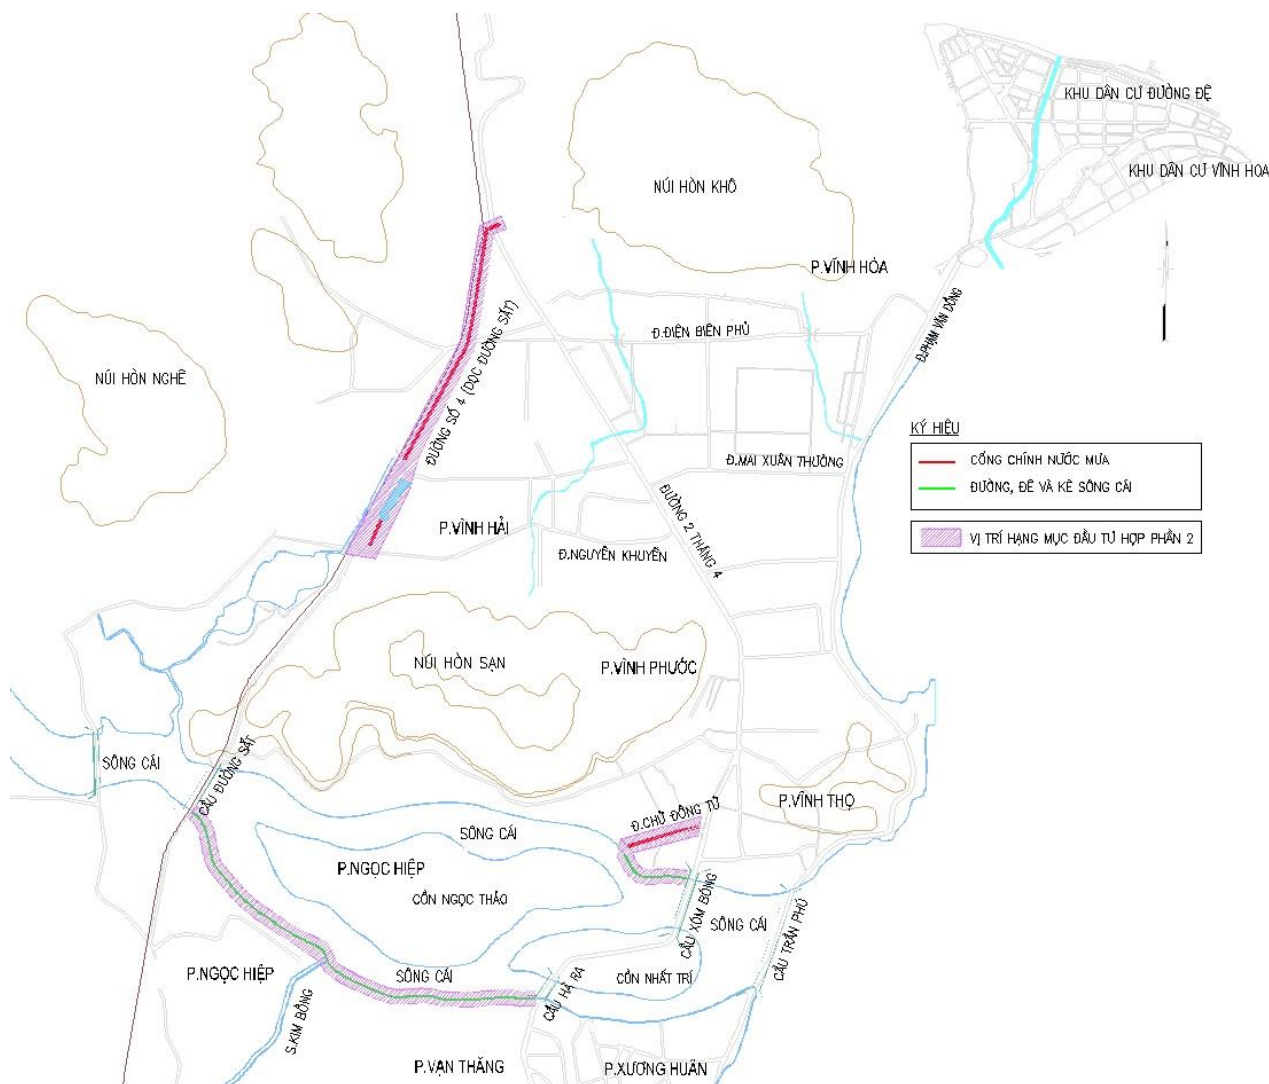 KHU DÂN CƯ ĐƯỜNG ĐỆ
KHU DÂN CƯ VĨNH HOA
NÚI HÒN KHÔ
P.VĨNH HÒA
Đ.PHẠM VĂN ĐỒNG
Đ.ĐIỆN BIÊN PHỦ
NÚI HÒN NGHÊ
ĐƯỜNG SỐ 4 (DỌC ĐƯỜNG SẮT)
KÝ HIỆU
CỐNG CHÍNH NƯỚC MƯA
ĐƯỜNG, ĐÊ VÀ KÈ SÔNG CÁI
VỊ TRÍ HẠNG MỤC ĐẦU TƯ HỢP PHẦN 2
Đ.MAI XUÂN THƯỞNG
P.VĨNH HẢI
ĐƯỜNG 2 THÁNG 4
Đ.NGUYỄN KHUYẾN
NÚI HÒN SẠN
P.VĨNH PHƯỚC
SÔNG CÁI
CẦU ĐƯỜNG SẮT
P.VĨNH THỌ
Đ.CHỬ ĐỒNG TỬ
SÔNG CÁI
P.NGỌC HIỆP
CỒN NGỌC THẢO
CẦU XÓM BÓNG
SÔNG CÁI
CẦU TRẦN PHÚ
P.NGỌC HIỆP
SÔNG CÁI
CỒN NHẤT TRÍ
CẦU HÀ RA
S.KIM BỒNG
P.VẠN THẮNG
P.XƯƠNG HUÂN